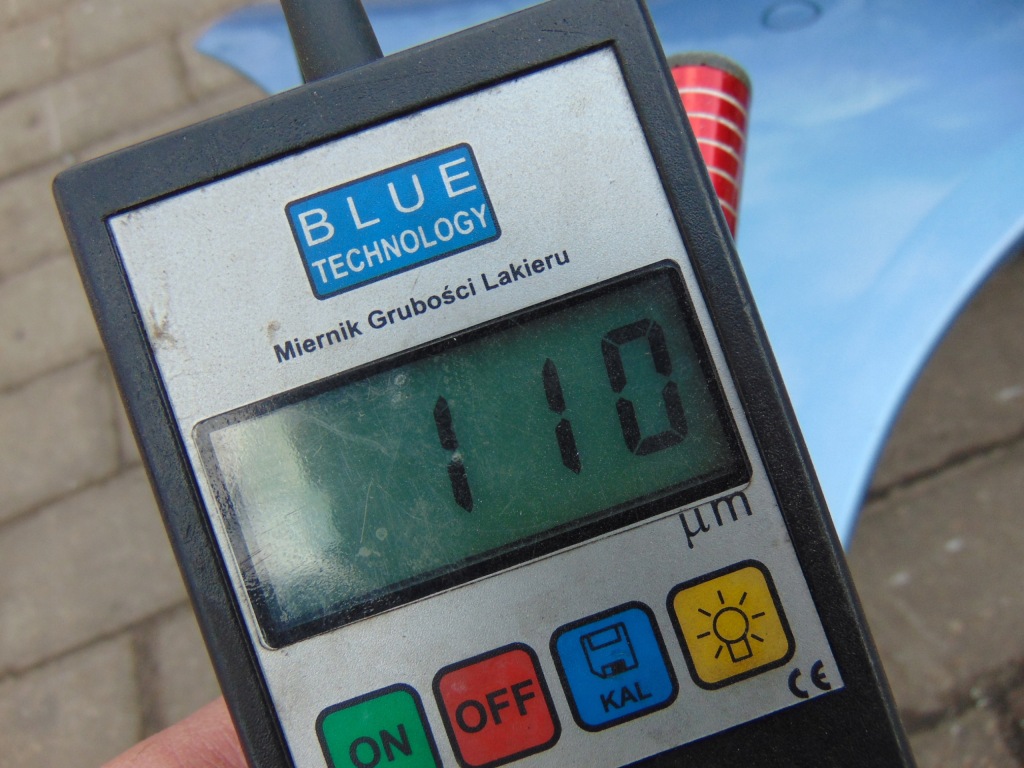 BLUE
TECHNOLOGY
Miernik Grubości Lakieru
110
µm
ON
OFF
KAL
CE